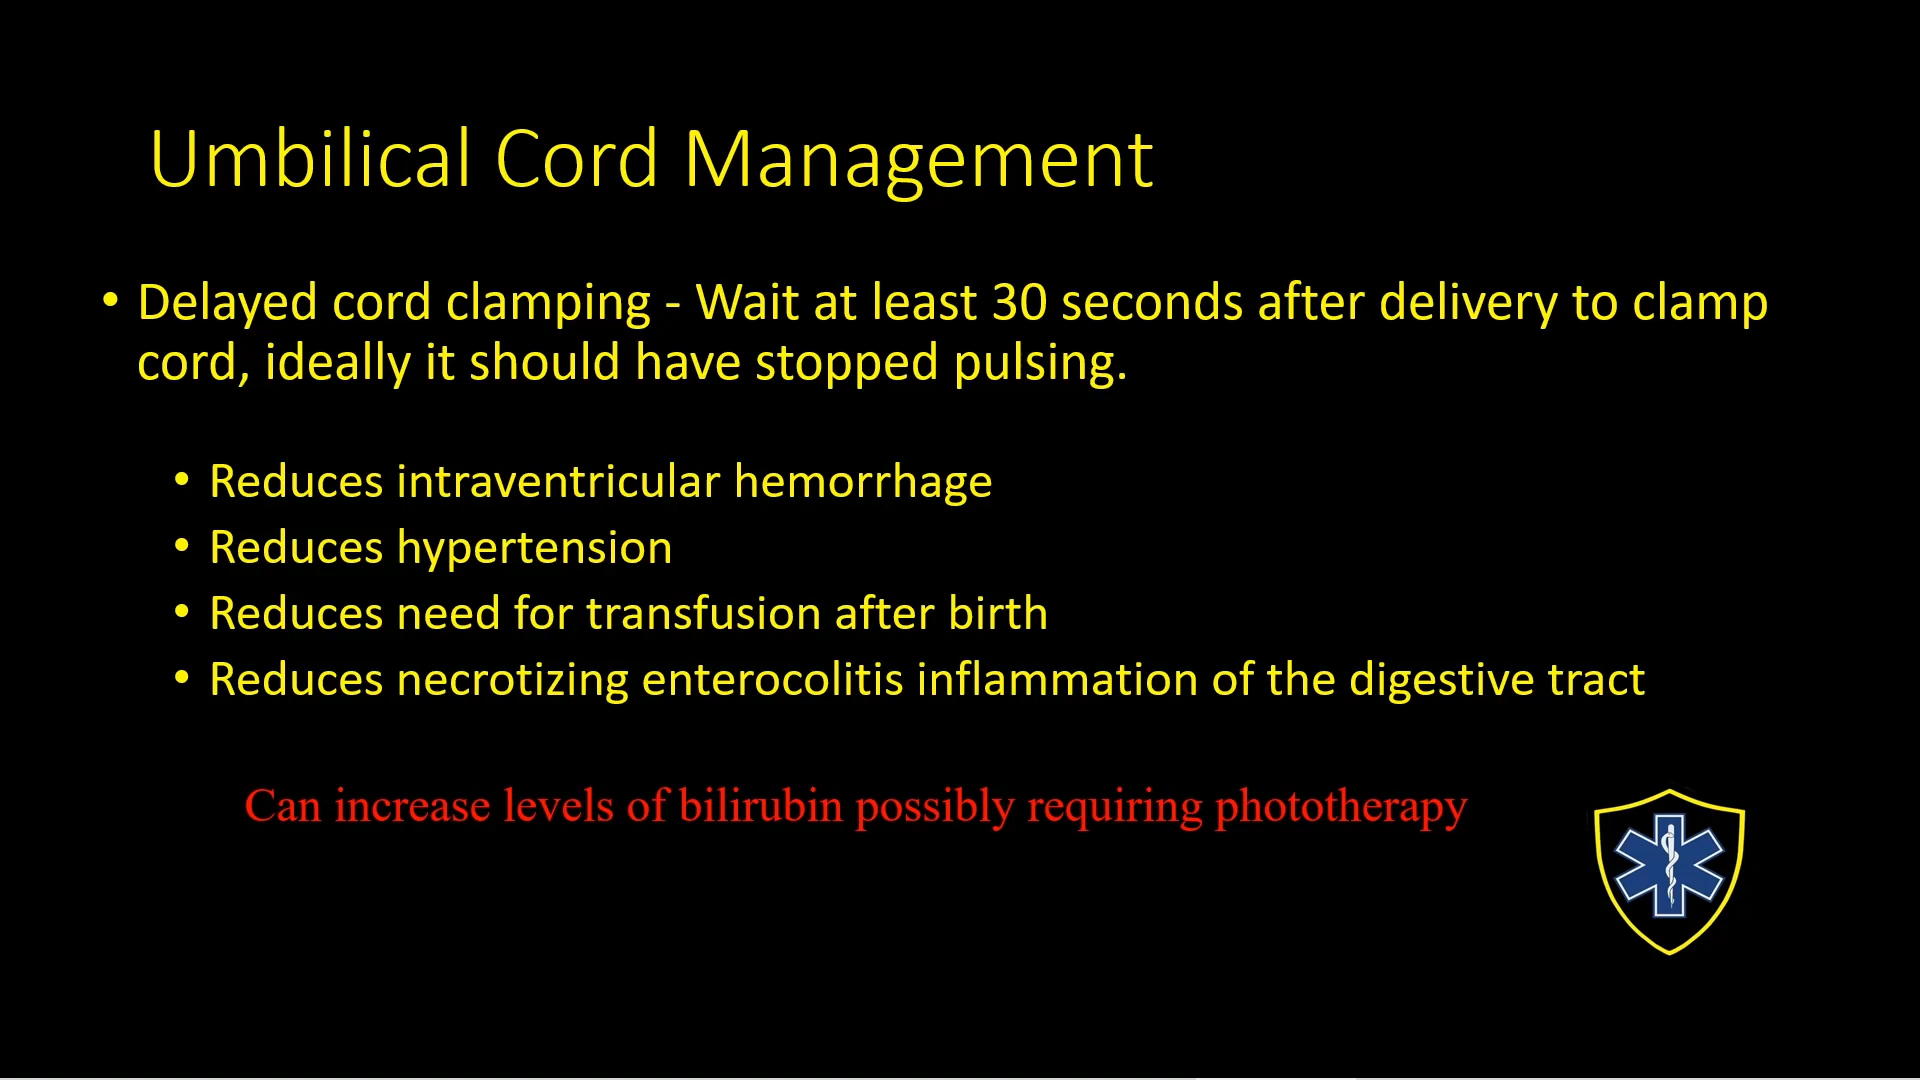 Umbilical Cord Management
• Delayed cord clamping - Wait at least 30 seconds after delivery to clamp
cord, ideally it should have stopped pulsing.
• Reduces intraventricular hemorrhage
• Reduces hypertension
• Reduces need for transfusion after birth
• Reduces necrotizing enterocolitis inflammation of the digestive tract
Can increase levels of bilirubin possibly requiring phototherapy